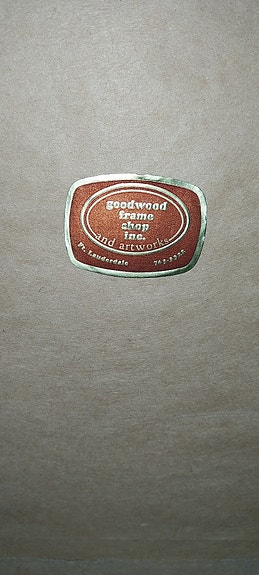 goodwood
frame
shop
inc.
and artworks
Ft. Lauderdale